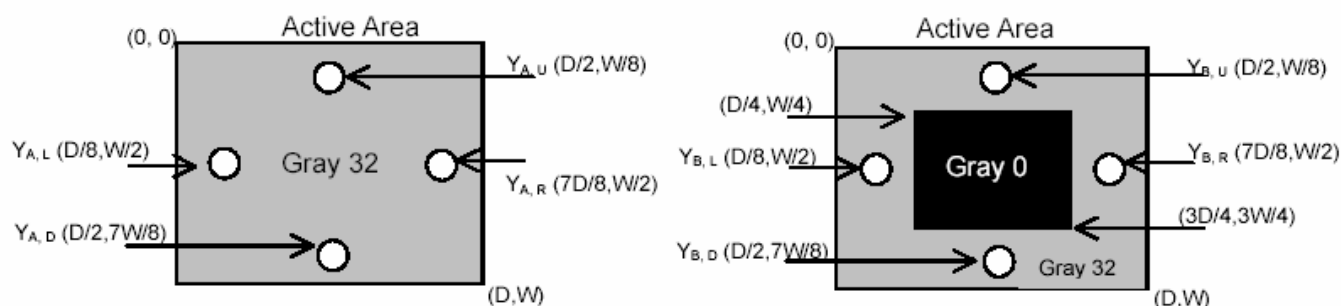 Active Area
(0, 0)
YA, U (D/2,W/8)
YA, L (D/8,W/2)
Gray 32
YA, R (7D/8,W/2)
YA, D (D/2,7W/8)
(D,W)
Active Area
(0, 0)
YB, U (D/2,W/8)
(D/4,W/4)
YB, L (D/8,W/2)
Gray 0
YB, R (7D/8,W/2)
(3D/4,3W/4)
YB, D (D/2,7W/8)
Gray 32
(D,W)